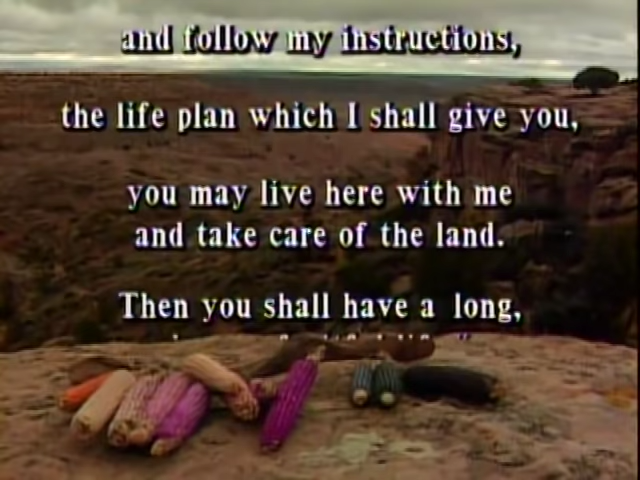 and follow my instructions,
the life plan which I shall give you,
you may live here with me
and take care of the land.
Then you shall have a long,